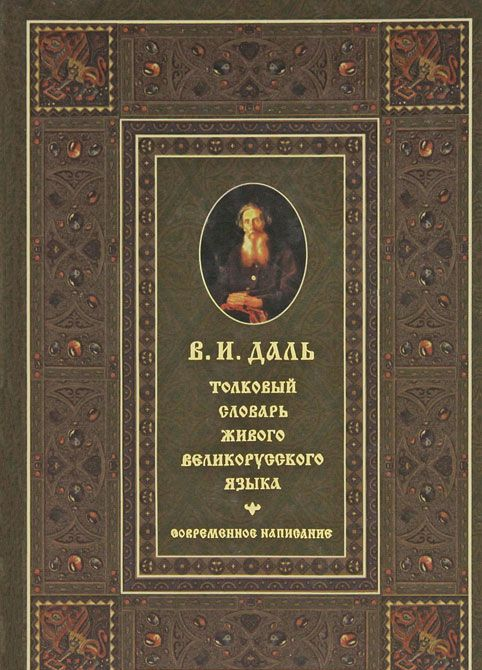 В. И. ДАЛЬ
ТОЛКОВЫЙ
СЛОВАРЬ
ЖИВОГО
ВЕЛИКОРУССКОГО
ЯЗЫКА
СОВРЕМЕННОЕ НАПИСАНИЕ